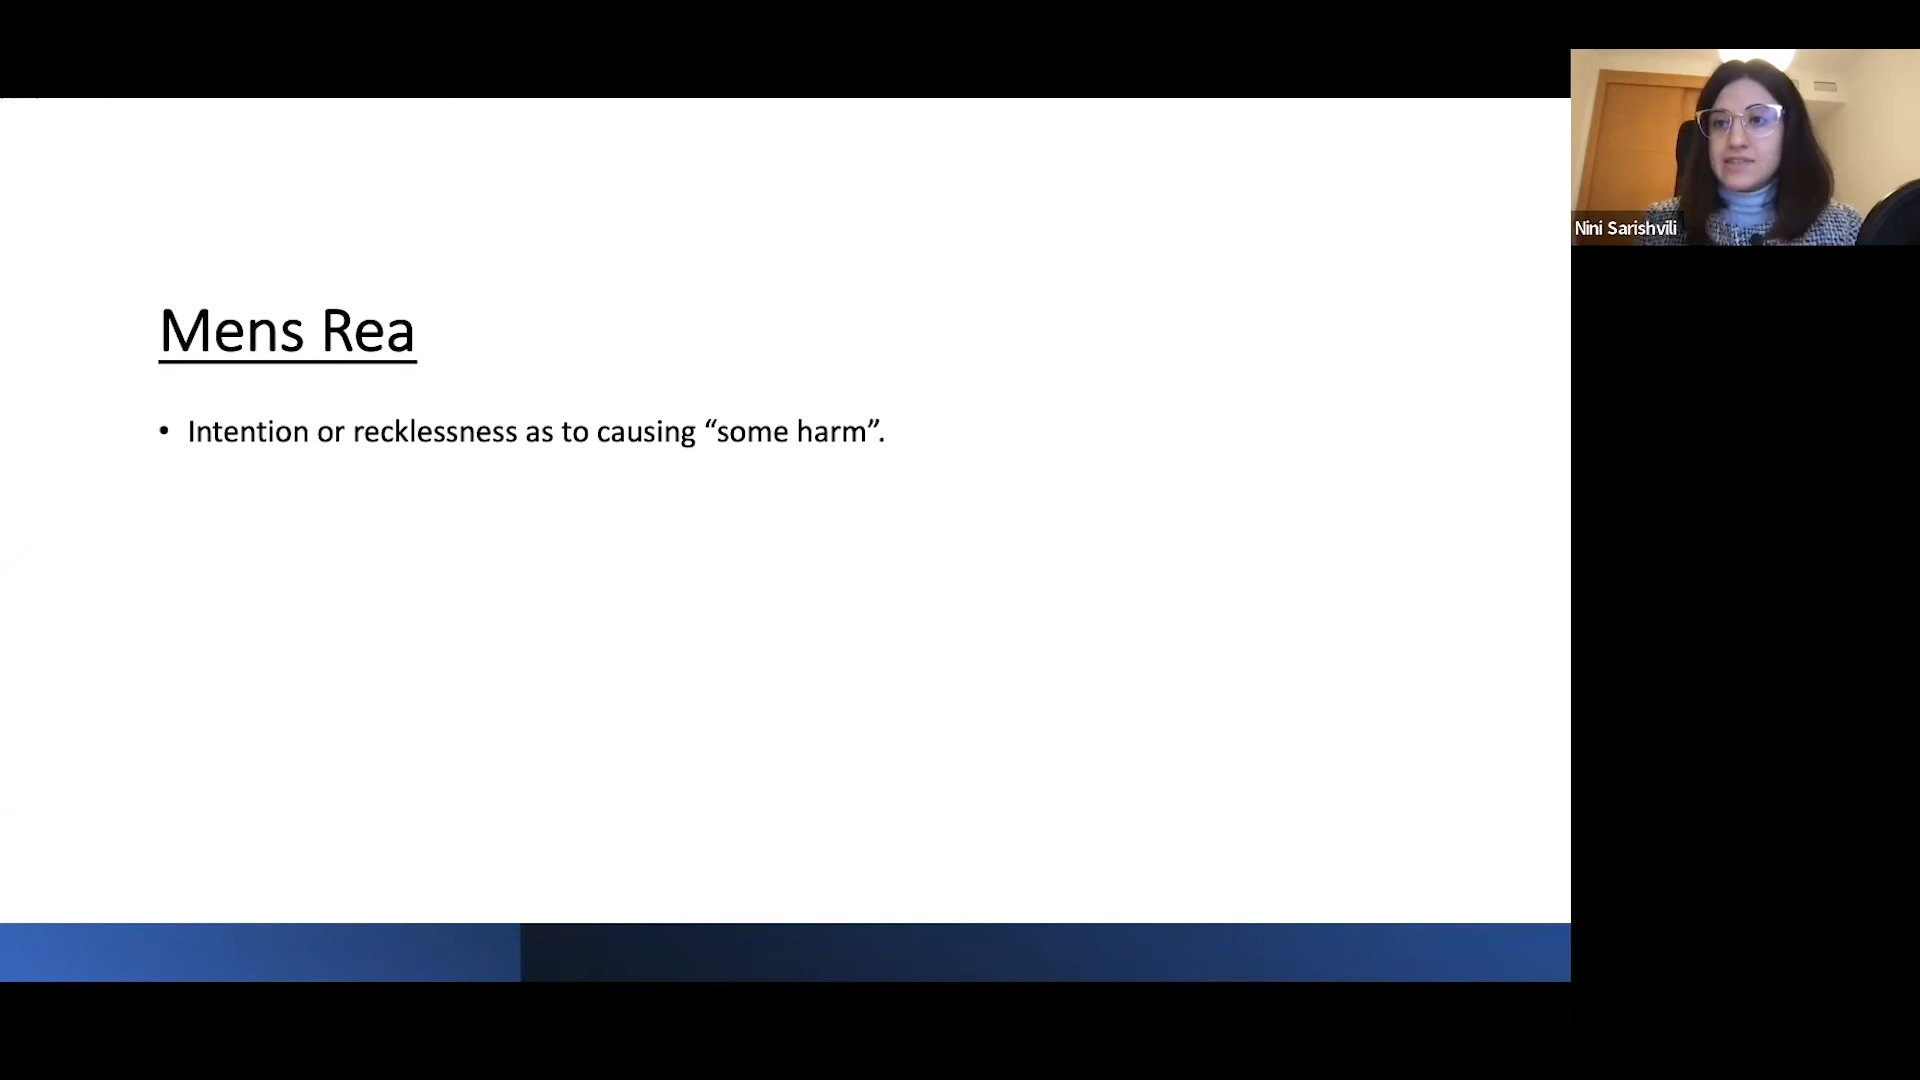 Mens Rea
• Intention or recklessness as to causing “some harm”.
Nini Sarishvili